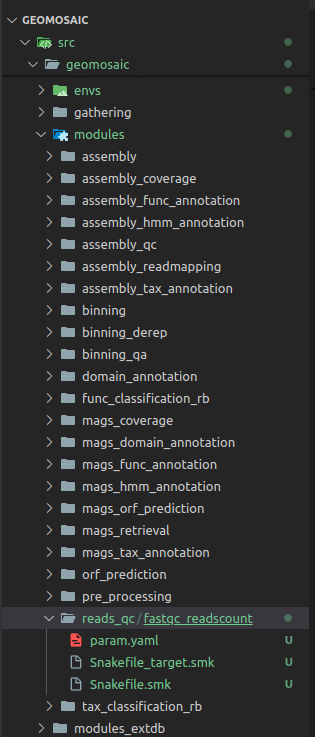 GEOMOSAIC
src
geomosaic
envs
gathering
modules
assembly
assembly_coverage
assembly_func_annotation
assembly_hmm_annotation
assembly_qc
assembly_readmapping
assembly_tax_annotation
binning
binning_derep
binning_qa
domain_annotation
func_classification_rb
mags_coverage
mags_domain_annotation
mags_func_annotation
mags_hmm_annotation
mags_orf_prediction
mags_retrieval
mags_tax_annotation
orf_prediction
pre_processing
reads_qc / fastqc_readscount
param.yaml U
Snakefile_target.smk U
Snakefile.smk U
tax_classification_rb
modules_extdb